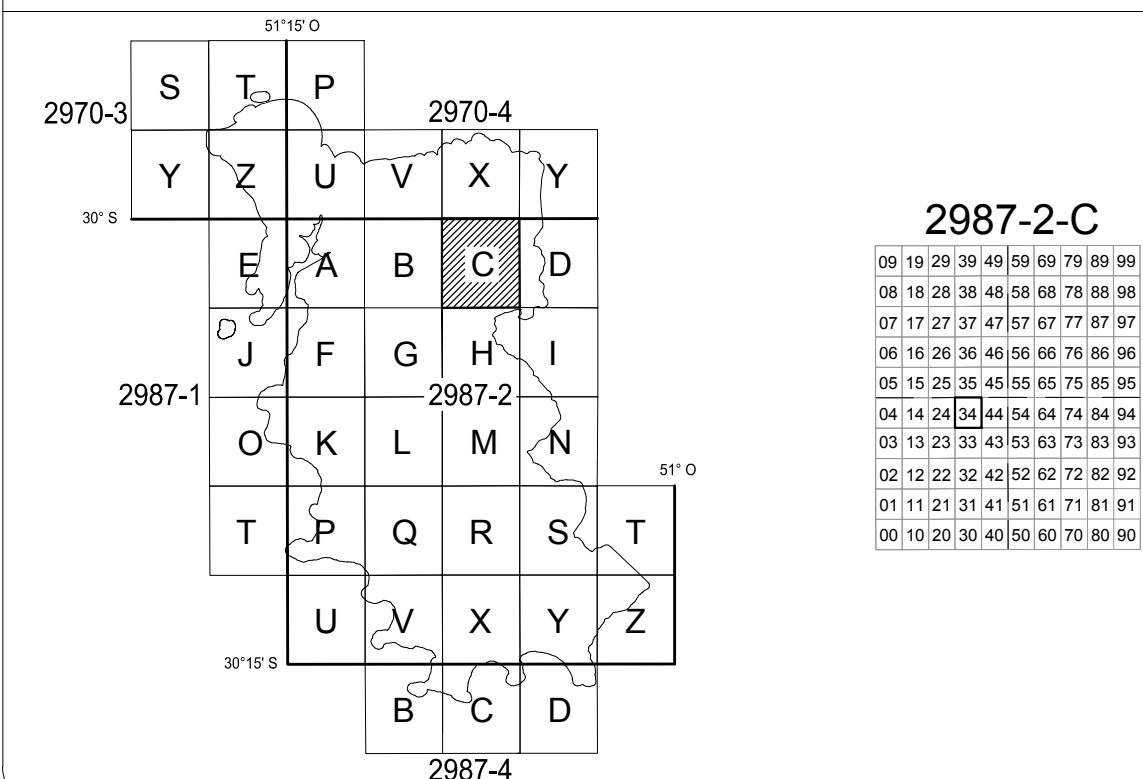 51°15' O
S T P
2970-3 2970-4
Y Z U V X Y
30° S
E A B C D
J F G H I
2987-1 2987-2
O K L M N
51° O
T P Q R S T
U V X Y Z
30°15' S
B C D
2987-4
2987-2-C
09 19 29 39 49 59 69 79 89 99
08 18 28 38 48 58 68 78 88 98
07 17 27 37 47 57 67 77 87 97
06 16 26 36 46 56 66 76 86 96
05 15 25 35 45 55 65 75 85 95
04 14 24 34 44 54 64 74 84 94
03 13 23 33 43 53 63 73 83 93
02 12 22 32 42 52 62 72 82 92
01 11 21 31 41 51 61 71 81 91
00 10 20 30 40 50 60 70 80 90